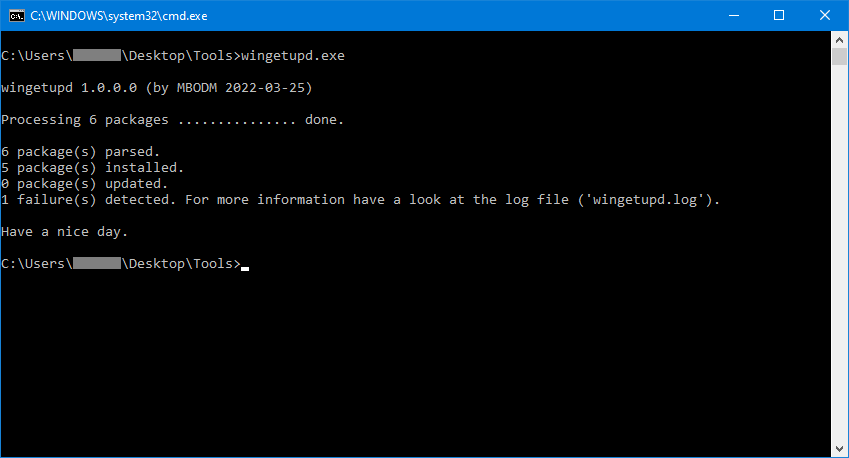 C:\WINDOWS\system32\cmd.exe
C:\Users\ \Desktop\Tools>wingetupd.exe
wingetupd 1.0.0.0 (by MBODM 2022-03-25)
Processing 6 packages ............... done.
6 package(s) parsed.
5 package(s) installed.
0 package(s) updated.
1 failure(s) detected. For more information have a look at the log file ('wingetupd.log').
Have a nice day.
C:\Users\ \Desktop\Tools>